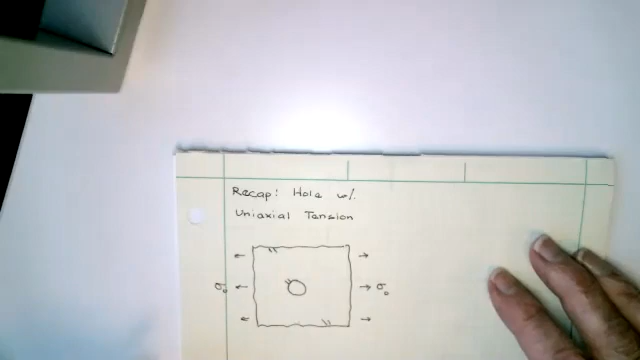 Recap: Hole w/.
Uniaxial Tension
σ₀ σ₀